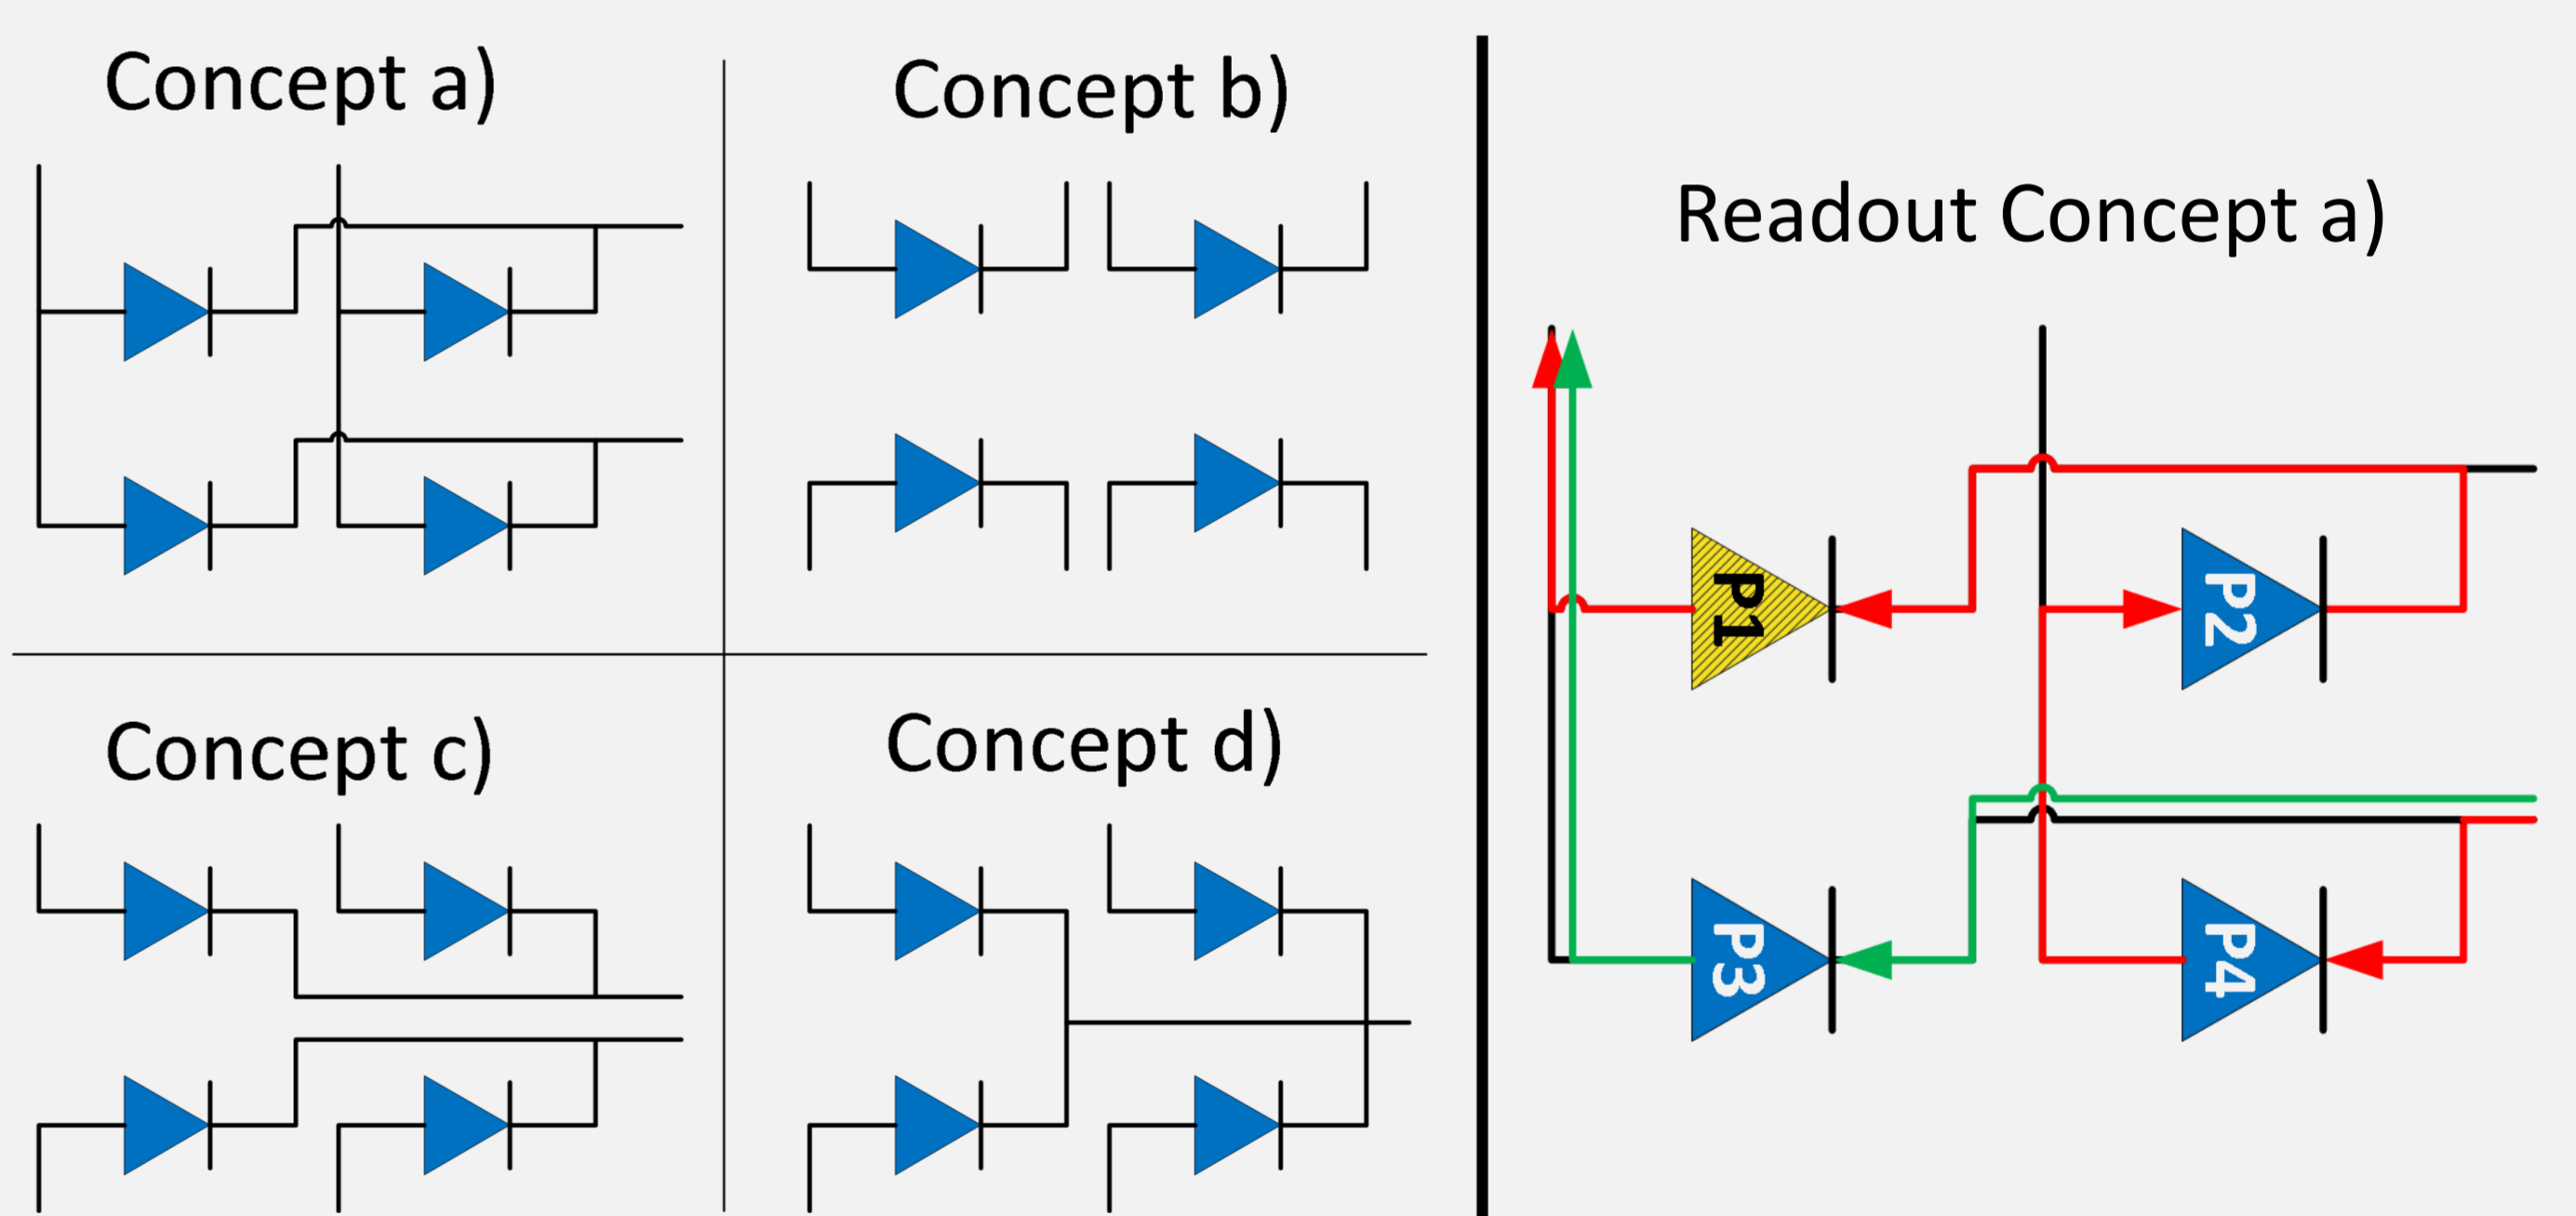 Concept a)
Concept b)
Readout Concept a)
P1
P2
P3
P4
Concept c)
Concept d)